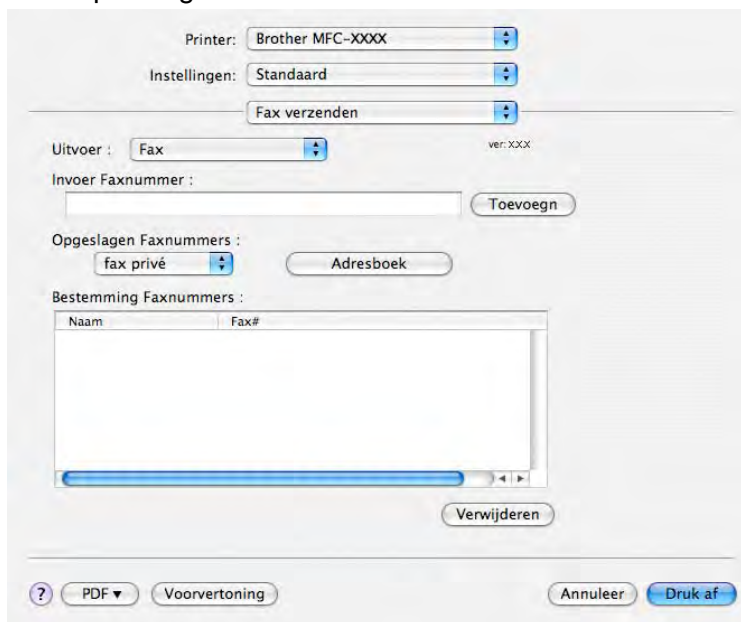 Printer: Brother MFC-XXXX
Instellingen: Standaard
Fax verzenden
Uitvoer : Fax
ver: X.X.X
Invoer Faxnummer :
Toevoegn
Opgeslagen Faxnummers :
fax privé
Adresboek
Bestemming Faxnummers :
Naam Fax#
Verwijderen
? PDF ▼ Voorvertoning Annuleer Druk af